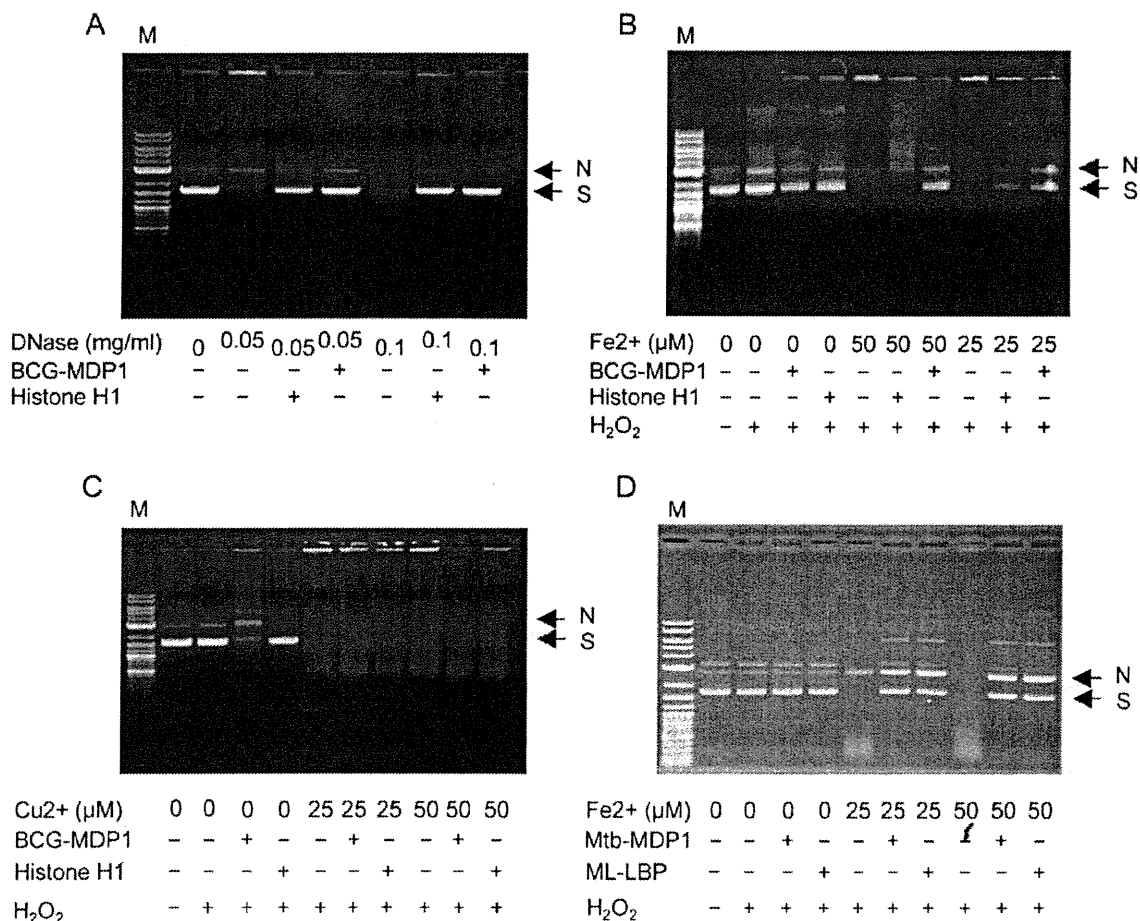 A
M
N
S
DNase (mg/ml) 0 0.05 0.05 0.05 0.1 0.1 0.1
BCG-MDP1 − − − + − − +
Histone H1 − − + − − + −
B
M
N
S
Fe2+ (µM) 0 0 0 0 50 50 50 25 25 25
BCG-MDP1 − − + − − − + − − +
Histone H1 − − − + − + − − + −
H₂O₂ − + + + + + + + + +
C
M
N
S
Cu2+ (µM) 0 0 0 0 25 25 25 50 50 50
BCG-MDP1 − − + − − + − − + −
Histone H1 − − − + − − + − − +
H₂O₂ − + + + + + + + + +
D
M
N
S
Fe2+ (µM) 0 0 0 0 25 25 25 50 50 50
Mtb-MDP1 − − + − − + − + −
ML-LBP − − − + − − + − − +
H₂O₂ − + + + + + + + + +